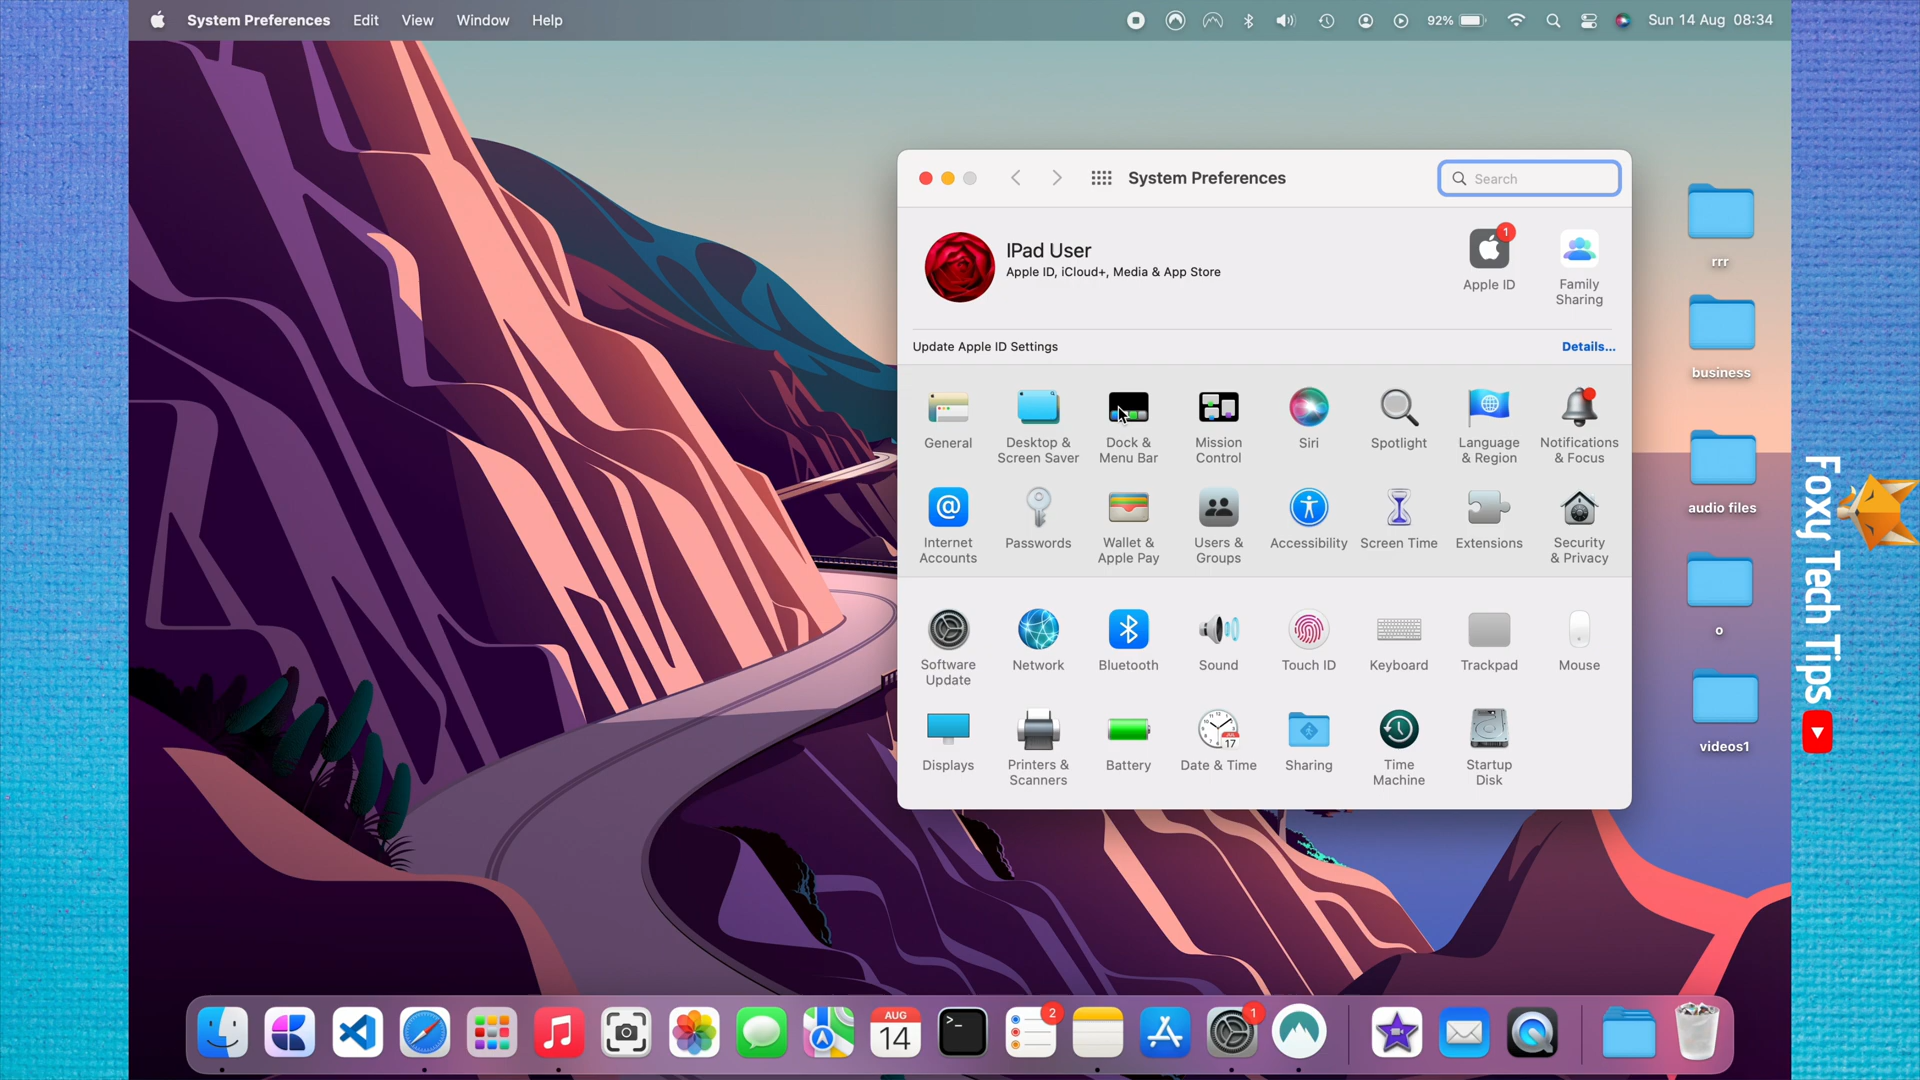 System Preferences Edit View Window Help
92% Sun 14 Aug 08:34
System Preferences
Search
IPad User
Apple ID, iCloud+, Media & App Store
1
Apple ID
Family
Sharing
Update Apple ID Settings
Details...
General
Desktop &
Screen Saver
Dock &
Menu Bar
Mission
Control
Siri
Spotlight
Language
& Region
Notifications
& Focus
@
Internet
Accounts
Passwords
Wallet &
Apple Pay
Users &
Groups
Accessibility
Screen Time
Extensions
Security
& Privacy
Software
Update
Network
Bluetooth
Sound
Touch ID
Keyboard
Trackpad
Mouse
Displays
Printers &
Scanners
Battery
17
Date & Time
Sharing
Time
Machine
Startup
Disk
rrr
business
audio files
o
videos1
Foxy Tech Tips
AUG
14
>_
2
1